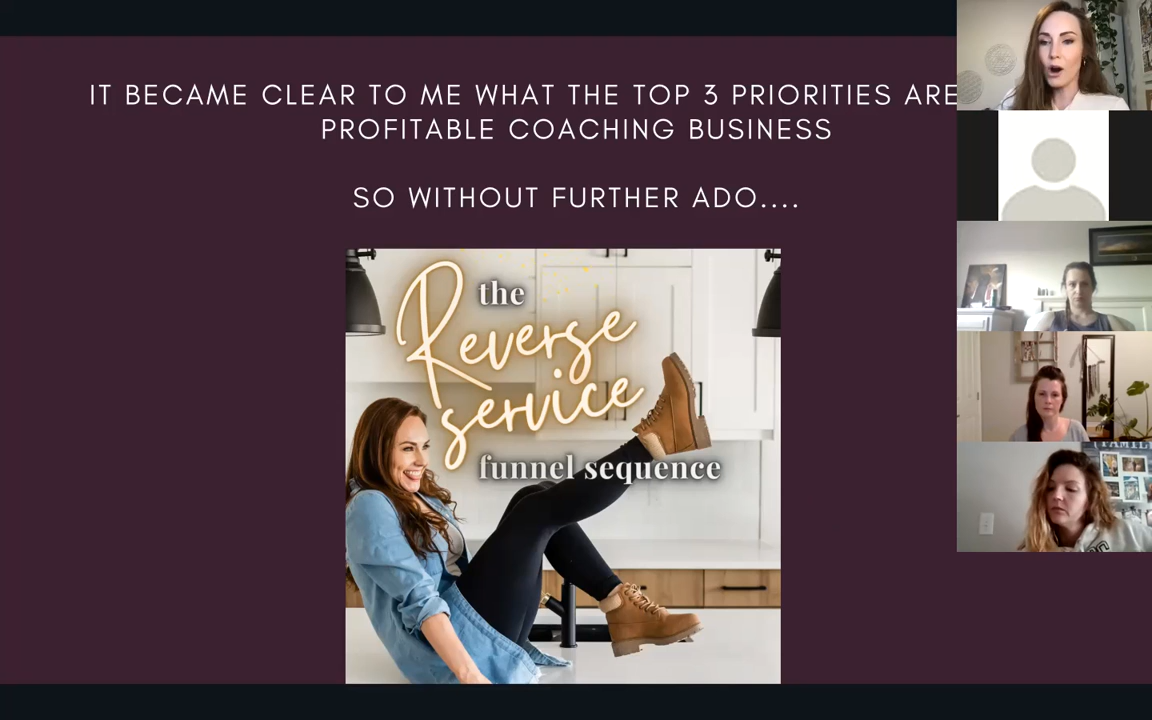 IT BECAME CLEAR TO ME WHAT THE TOP 3 PRIORITIES ARE
PROFITABLE COACHING BUSINESS
SO WITHOUT FURTHER ADO....
the
Reverse
service
funnel sequence